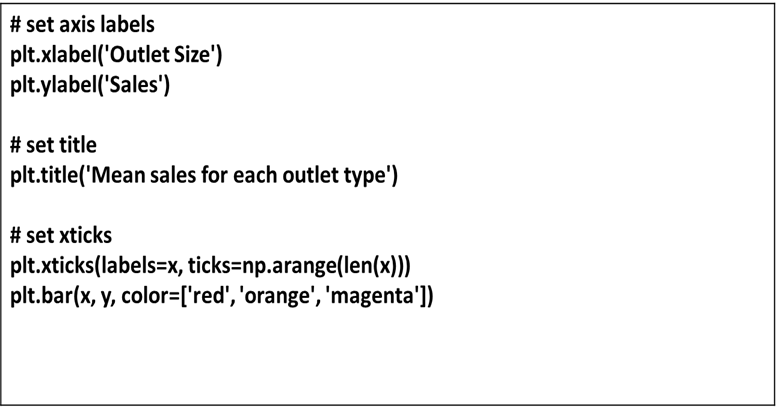 # set axis labels
plt.xlabel('Outlet Size')
plt.ylabel('Sales')
# set title
plt.title('Mean sales for each outlet type')
# set xticks
plt.xticks(labels=x, ticks=np.arange(len(x)))
plt.bar(x, y, color=['red', 'orange', 'magenta'])